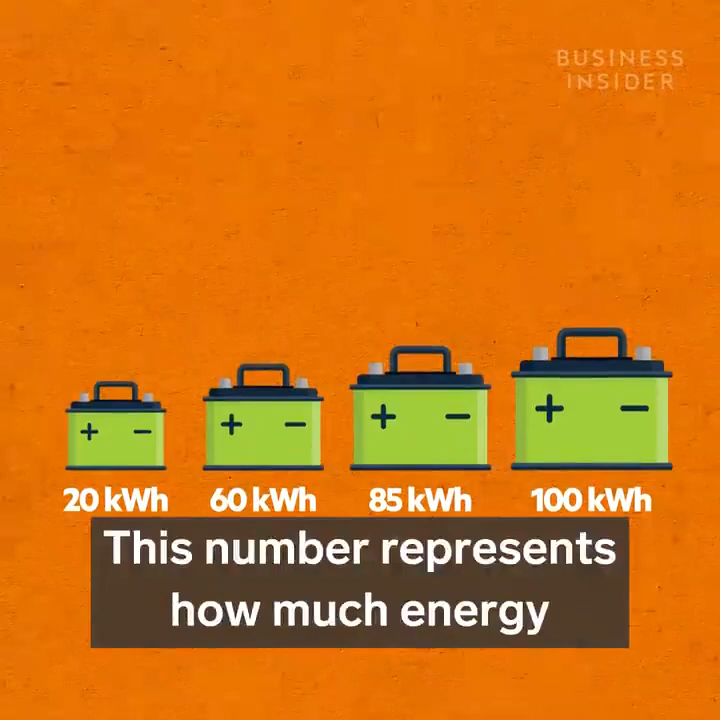 BUSINESS
INSIDER
20 kWh 60 kWh 85 kWh 100 kWh
This number represents
how much energy